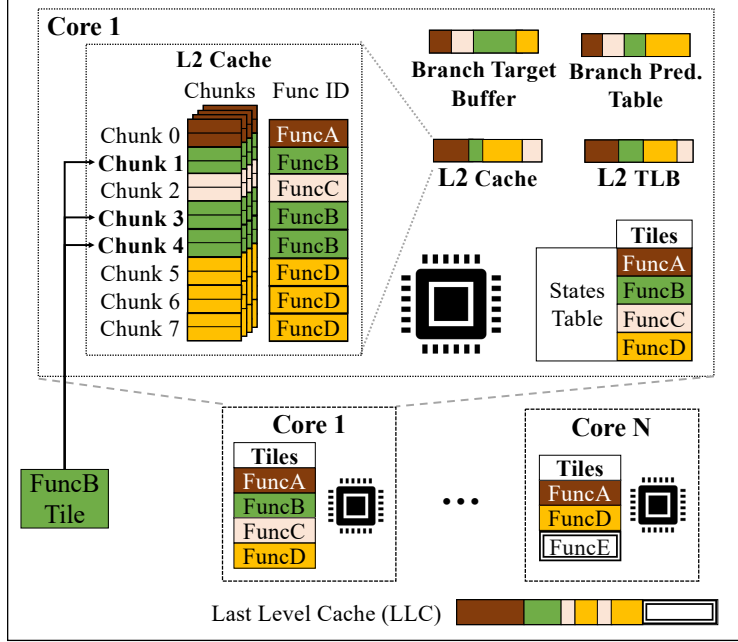 Core 1
L2 Cache
Chunks Func ID
Chunk 0 FuncA
Chunk 1 FuncB
Chunk 2 FuncC
Chunk 3 FuncB
Chunk 4 FuncB
Chunk 5 FuncD
Chunk 6 FuncD
Chunk 7 FuncD
Branch Target
Buffer
Branch Pred.
Table
L2 Cache
L2 TLB
States
Table
Tiles
FuncA
FuncB
FuncC
FuncD
FuncB
Tile
Core 1
Tiles
FuncA
FuncB
FuncC
FuncD
...
Core N
Tiles
FuncA
FuncD
FuncE
Last Level Cache (LLC)